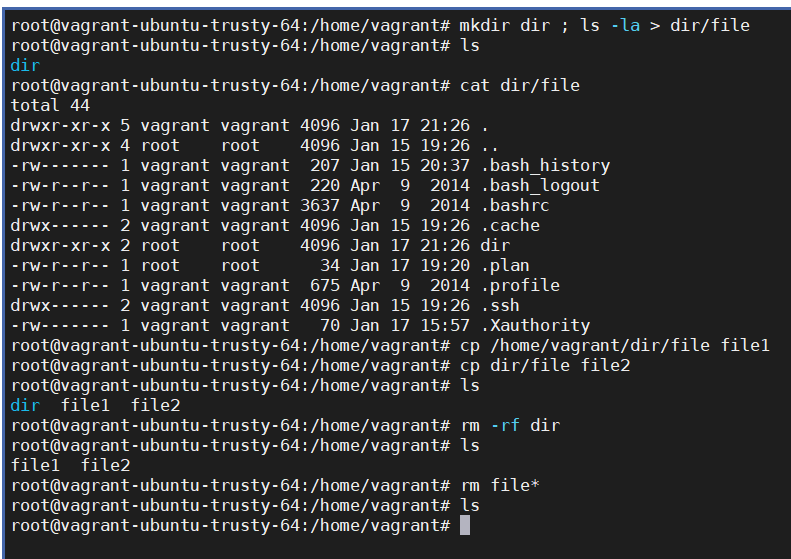 root@vagrant-ubuntu-trusty-64:/home/vagrant# mkdir dir ; ls -la > dir/file
root@vagrant-ubuntu-trusty-64:/home/vagrant# ls
dir
root@vagrant-ubuntu-trusty-64:/home/vagrant# cat dir/file
total 44
drwxr-xr-x 5 vagrant vagrant 4096 Jan 17 21:26 .
drwxr-xr-x 4 root    root    4096 Jan 15 19:26 ..
-rw------- 1 vagrant vagrant  207 Jan 15 20:37 .bash_history
-rw-r--r-- 1 vagrant vagrant  220 Apr  9  2014 .bash_logout
-rw-r--r-- 1 vagrant vagrant 3637 Apr  9  2014 .bashrc
drwx------ 2 vagrant vagrant 4096 Jan 15 19:26 .cache
drwxr-xr-x 2 root    root    4096 Jan 17 21:26 dir
-rw-r--r-- 1 root    root      34 Jan 17 19:20 .plan
-rw-r--r-- 1 vagrant vagrant  675 Apr  9  2014 .profile
drwx------ 2 vagrant vagrant 4096 Jan 15 19:26 .ssh
-rw------- 1 vagrant vagrant   70 Jan 17 15:57 .Xauthority
root@vagrant-ubuntu-trusty-64:/home/vagrant# cp /home/vagrant/dir/file file1
root@vagrant-ubuntu-trusty-64:/home/vagrant# cp dir/file file2
root@vagrant-ubuntu-trusty-64:/home/vagrant# ls
dir  file1  file2
root@vagrant-ubuntu-trusty-64:/home/vagrant# rm -rf dir
root@vagrant-ubuntu-trusty-64:/home/vagrant# ls
file1  file2
root@vagrant-ubuntu-trusty-64:/home/vagrant# rm file*
root@vagrant-ubuntu-trusty-64:/home/vagrant# ls
root@vagrant-ubuntu-trusty-64:/home/vagrant#